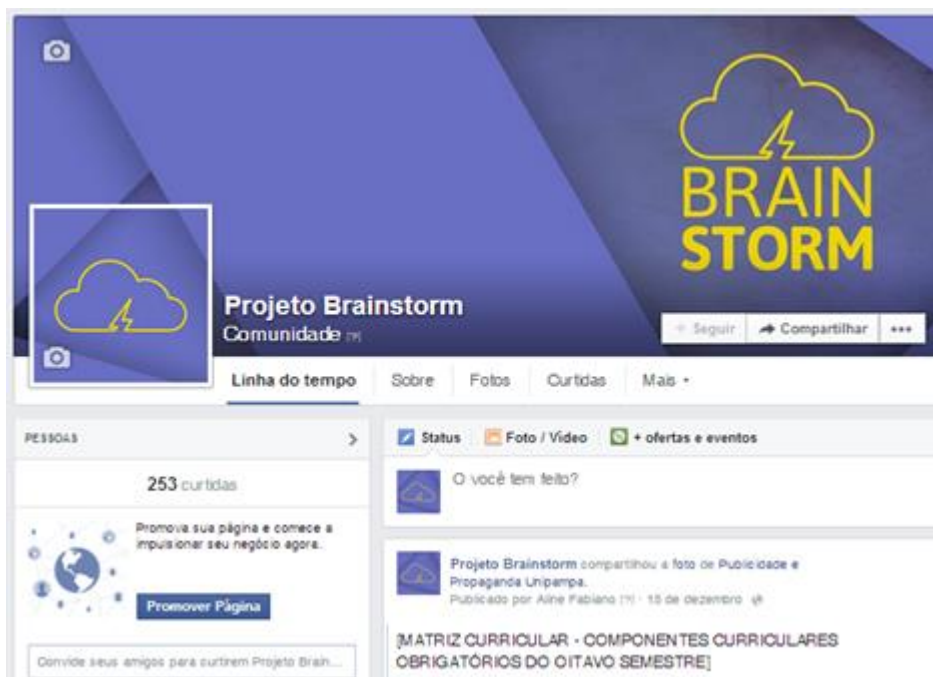 BRAIN
STORM
Projeto Brainstorm
Comunidade [?]
+ Seguir
Compartilhar
Linha do tempo
Sobre
Fotos
Curtidas
Mais
PESSOAS
253 curtidas
Promova sua página e comece a
impulsionar seu negócio agora.
Promover Página
Convide seus amigos para curtirem Projeto Brain...
Status
Foto / Vídeo
+ ofertas e eventos
O você tem feito?
Projeto Brainstorm compartilhou a foto de Publicidade e
Propaganda Unipampa.
Publicado por Aline Fabiano [?] · 15 de dezembro
[MATRIZ CURRICULAR - COMPONENTES CURRICULARES
OBRIGATÓRIOS DO OITAVO SEMESTRE]